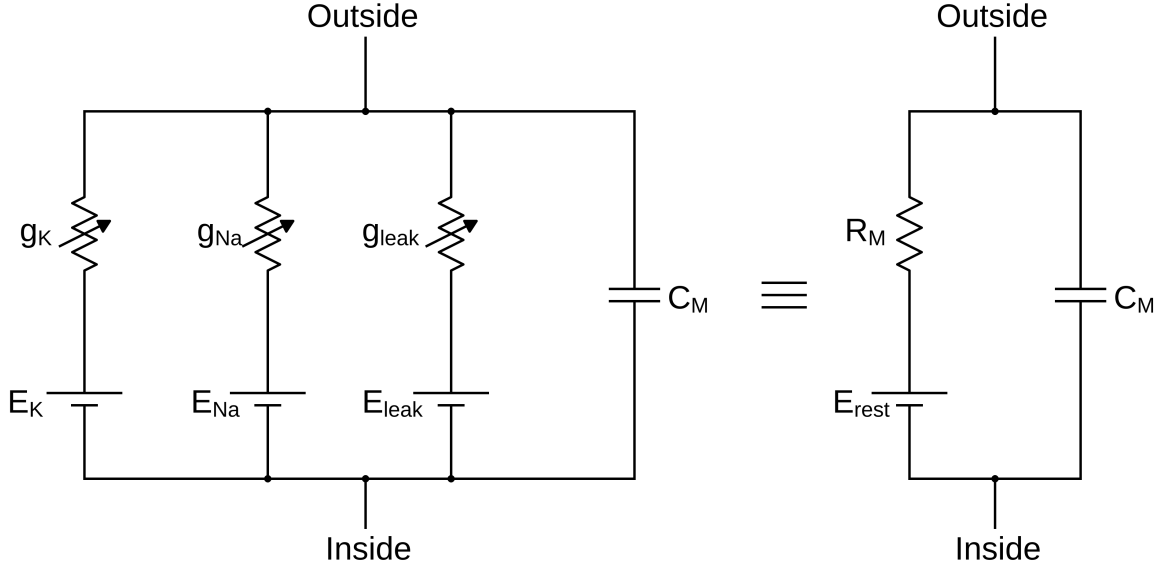 Outside
gK
gNa
gleak
CM
EK
ENa
Eleak
Inside
Outside
RM
CM
Erest
Inside